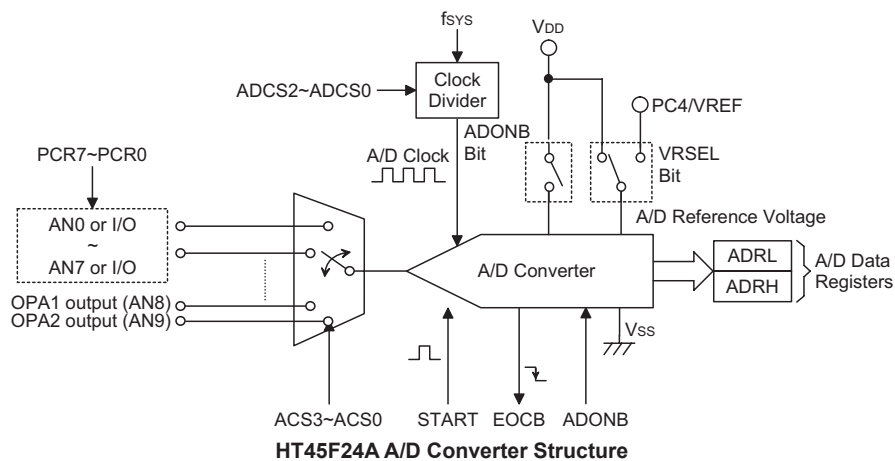 fSYS
VDD
ADCS2~ADCS0
Clock
Divider
PC4/VREF
PCR7~PCR0
A/D Clock
ADONB
Bit
VRSEL
Bit
A/D Reference Voltage
AN0 or I/O
~
AN7 or I/O
A/D Converter
ADRL
ADRH
A/D Data
Registers
OPA1 output (AN8)
OPA2 output (AN9)
VSS
ACS3~ACS0
START
EOCB
ADONB
HT45F24A A/D Converter Structure